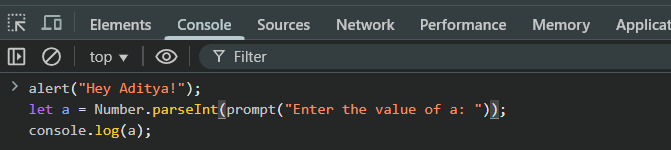 Elements Console Sources Network Performance Memory Applicat
top ▼ Filter
> alert("Hey Aditya!");
let a = Number.parseInt(prompt("Enter the value of a: "));
console.log(a);